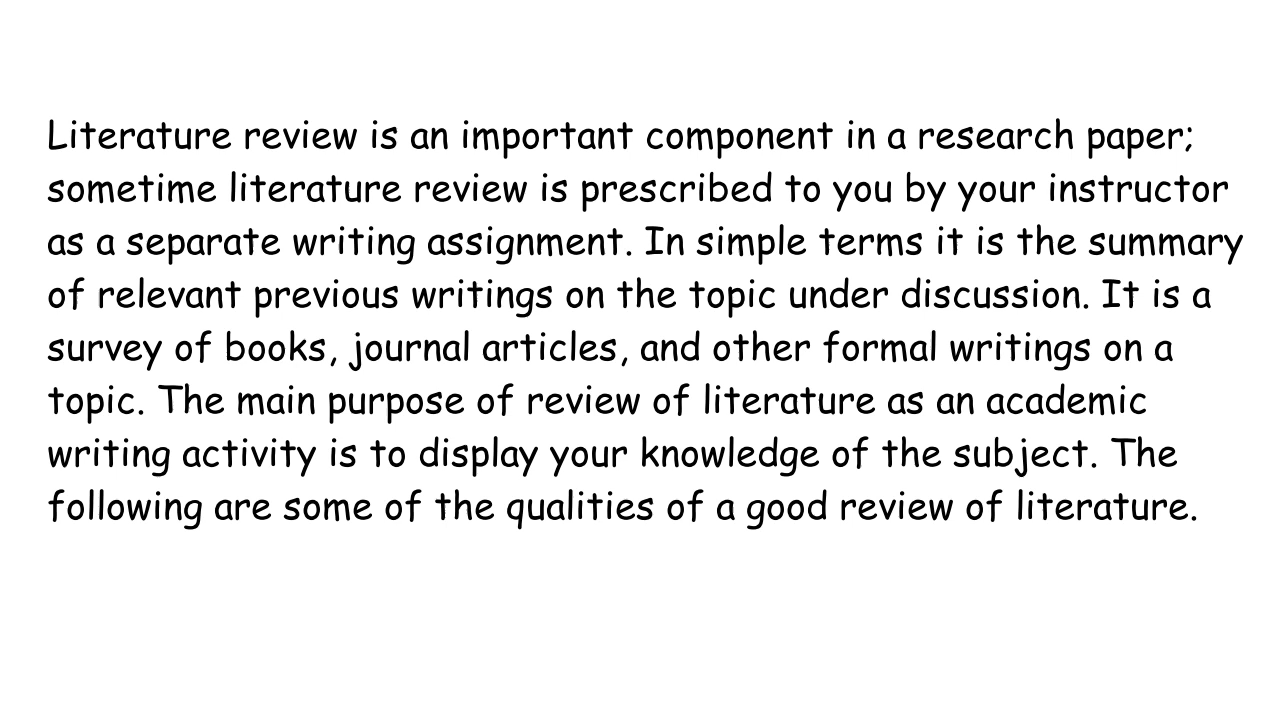 Literature review is an important component in a research paper;
sometime literature review is prescribed to you by your instructor
as a separate writing assignment. In simple terms it is the summary
of relevant previous writings on the topic under discussion. It is a
survey of books, journal articles, and other formal writings on a
topic. The main purpose of review of literature as an academic
writing activity is to display your knowledge of the subject. The
following are some of the qualities of a good review of literature.